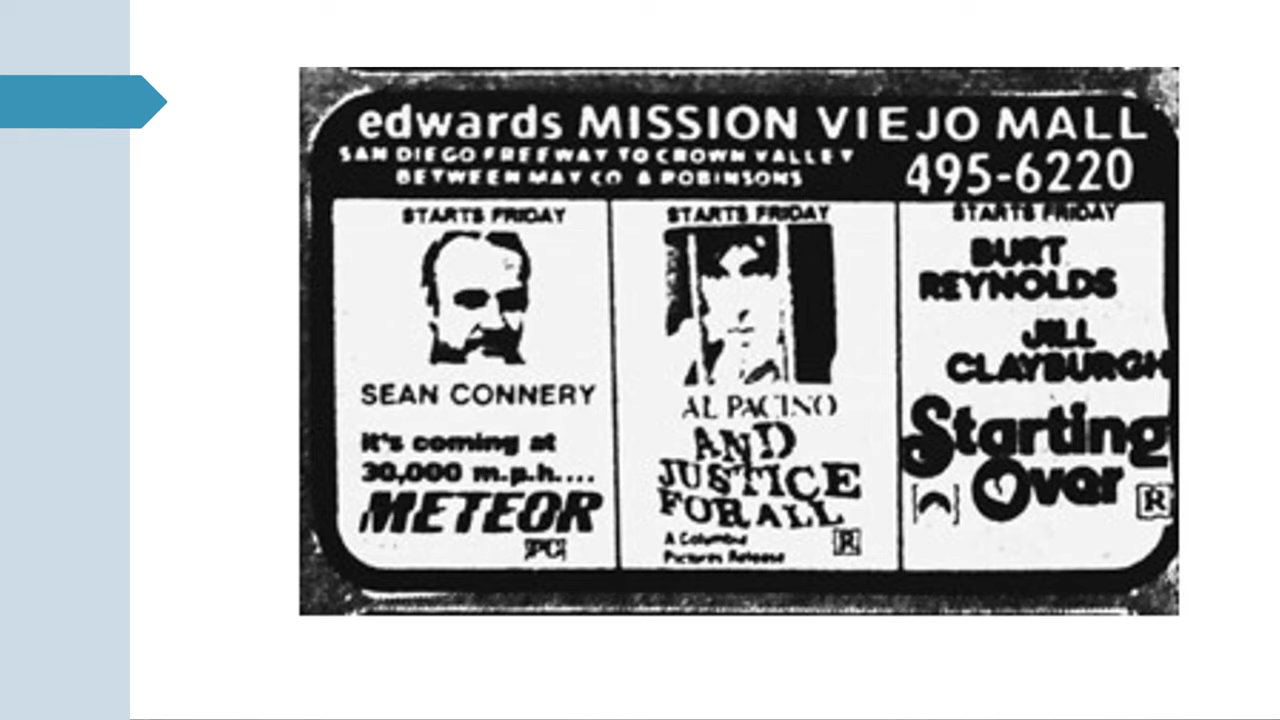 edwards MISSION VIEJO MALL
SAN DIEGO FREEWAY TO CROWN VALLEY
BETWEEN MAY CO & ROBINSONS
495-6220
STARTS FRIDAY
SEAN CONNERY
it's coming at
30,000 m.p.h....
METEOR
PG
STARTS FRIDAY
AL PACINO
AND
JUSTICE
FOR ALL
A Columbia
Pictures Release
R
STARTS FRIDAY
BURT
REYNOLDS
JILL
CLAYBURGH
Starting
Over
R